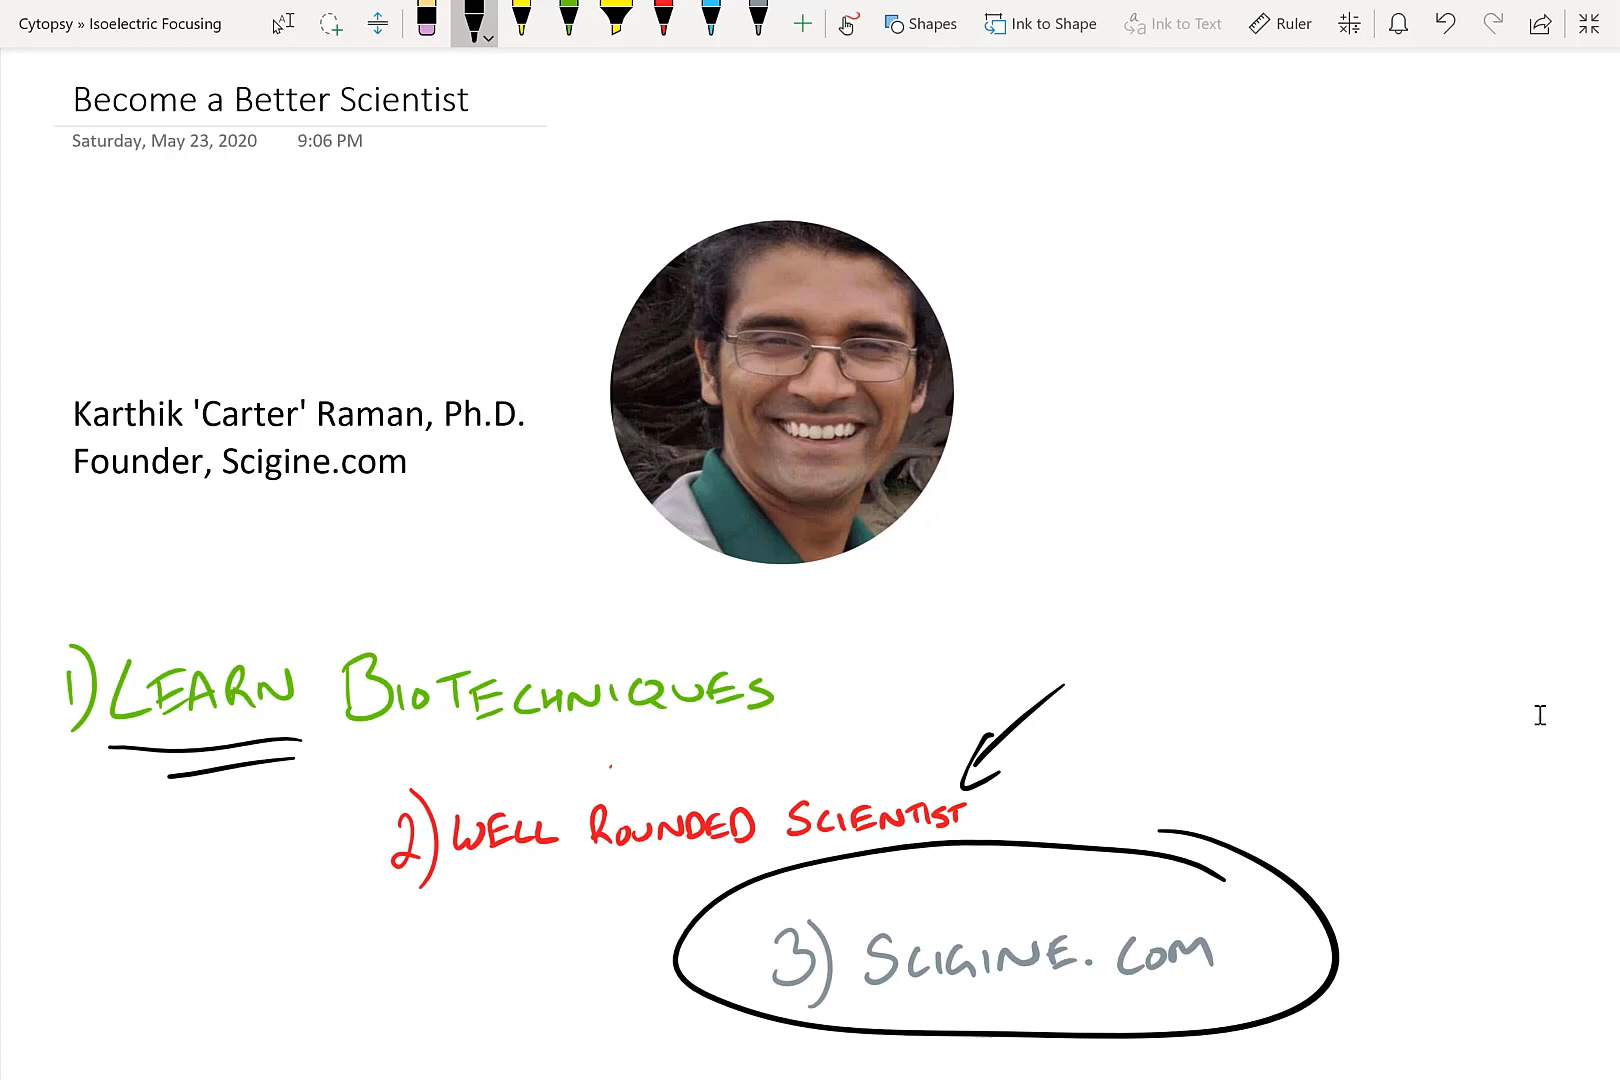 Cytopsy » Isoelectric Focusing
Shapes
Ink to Shape
Ink to Text
Ruler
Become a Better Scientist
Saturday, May 23, 2020 9:06 PM
Karthik 'Carter' Raman, Ph.D.
Founder, Scigine.com
1) LEARN BIOTECHNIQUES
2) WELL ROUNDED SCIENTIST
3) SCIGINE.COM